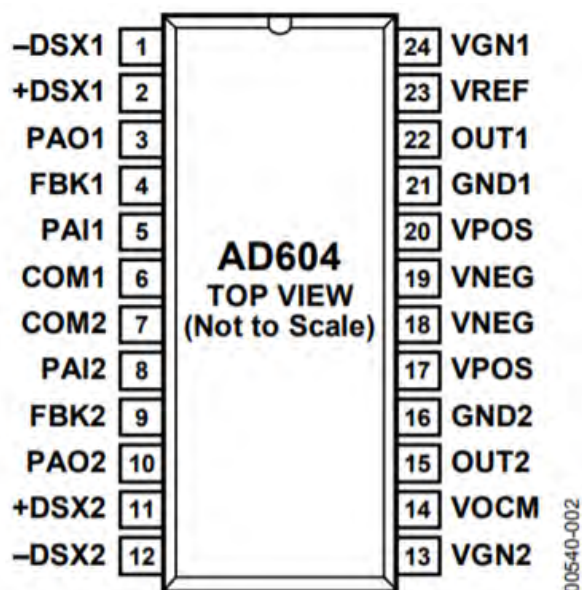 –DSX1 1 24 VGN1
+DSX1 2 23 VREF
PAO1 3 22 OUT1
FBK1 4 21 GND1
PAI1 5 20 VPOS
COM1 6 19 VNEG
COM2 7 18 VNEG
PAI2 8 17 VPOS
FBK2 9 16 GND2
PAO2 10 15 OUT2
+DSX2 11 14 VOCM
–DSX2 12 13 VGN2
AD604
TOP VIEW
(Not to Scale)
00540-002